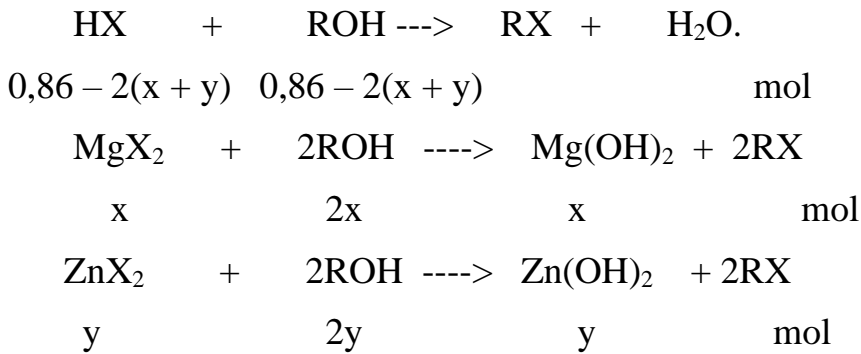 HX + ROH ---> RX + H₂O.
0,86 – 2(x + y) 0,86 – 2(x + y) mol
MgX₂ + 2ROH ----> Mg(OH)₂ + 2RX
x 2x x mol
ZnX₂ + 2ROH ----> Zn(OH)₂ + 2RX
y 2y y mol